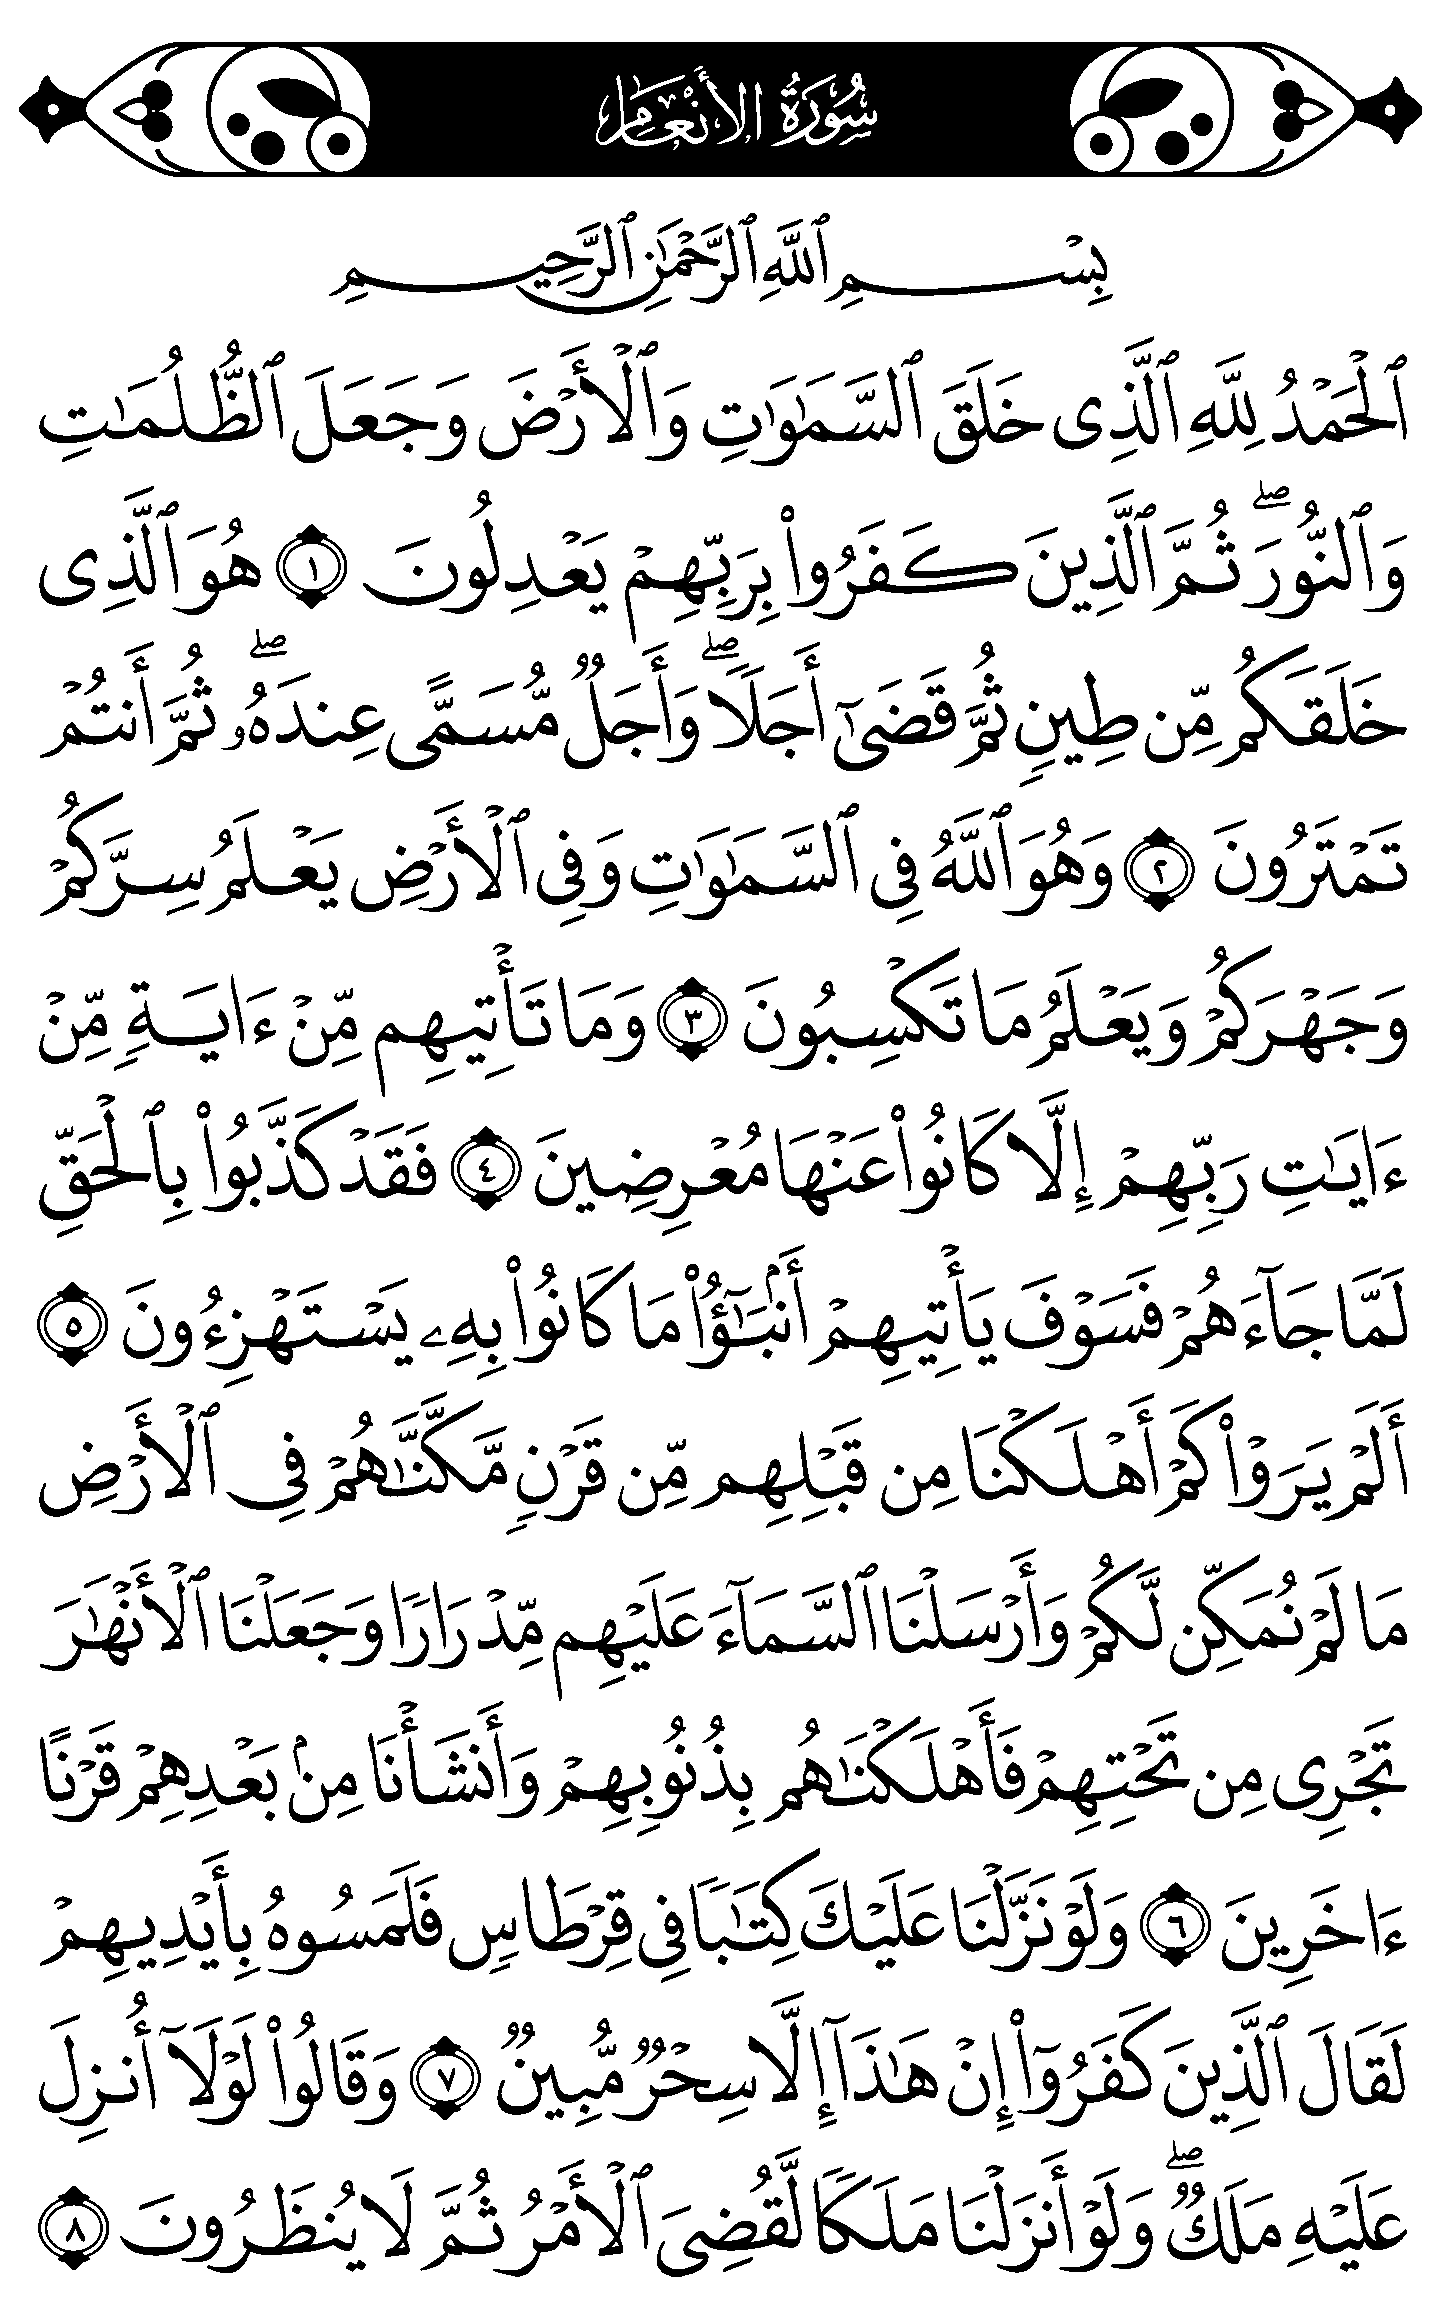 سُورَةُ الأَنْعَامِ
بِسْمِ ٱللَّهِ ٱلرَّحْمَٰنِ ٱلرَّحِيمِ
ٱلْحَمْدُ لِلَّهِ ٱلَّذِى خَلَقَ ٱلسَّمَٰوَٰتِ وَٱلْأَرْضَ وَجَعَلَ ٱلظُّلُمَٰتِ
وَٱلنُّورَۖ ثُمَّ ٱلَّذِينَ كَفَرُوا۟ بِرَبِّهِمْ يَعْدِلُونَ ١ هُوَ ٱلَّذِى
خَلَقَكُم مِّن طِينٍ ثُمَّ قَضَىٰٓ أَجَلًاۖ وَأَجَلٌ مُّسَمًّى عِندَهُۥۖ ثُمَّ أَنتُمْ
تَمْتَرُونَ ٢ وَهُوَ ٱللَّهُ فِى ٱلسَّمَٰوَٰتِ وَفِى ٱلْأَرْضِ يَعْلَمُ سِرَّكُمْ
وَجَهْرَكُمْ وَيَعْلَمُ مَا تَكْسِبُونَ ٣ وَمَا تَأْتِيهِم مِّنْ ءَايَةٍ مِّنْ
ءَايَٰتِ رَبِّهِمْ إِلَّا كَانُوا۟ عَنْهَا مُعْرِضِينَ ٤ فَقَدْ كَذَّبُوا۟ بِٱلْحَقِّ
لَمَّا جَآءَهُمْ فَسَوْفَ يَأْتِيهِمْ أَنۢبَٰٓؤُا۟ مَا كَانُوا۟ بِهِۦ يَسْتَهْزِءُونَ ٥
أَلَمْ يَرَوْا۟ كَمْ أَهْلَكْنَا مِن قَبْلِهِم مِّن قَرْنٍ مَّكَّنَّٰهُمْ فِى ٱلْأَرْضِ
مَا لَمْ نُمَكِّن لَّكُمْ وَأَرْسَلْنَا ٱلسَّمَآءَ عَلَيْهِم مِّدْرَارًا وَجَعَلْنَا ٱلْأَنْهَٰرَ
تَجْرِى مِن تَحْتِهِمْ فَأَهْلَكْنَٰهُم بِذُنُوبِهِمْ وَأَنشَأْنَا مِنۢ بَعْدِهِمْ قَرْنًا
ءَاخَرِينَ ٦ وَلَوْ نَزَّلْنَا عَلَيْكَ كِتَٰبًا فِى قِرْطَاسٍ فَلَمَسُوهُ بِأَيْدِيهِمْ
لَقَالَ ٱلَّذِينَ كَفَرُوٓا۟ إِنْ هَٰذَآ إِلَّا سِحْرٌ مُّبِينٌ ٧ وَقَالُوا۟ لَوْلَآ أُنزِلَ
عَلَيْهِ مَلَكٌۖ وَلَوْ أَنزَلْنَا مَلَكًا لَّقُضِىَ ٱلْأَمْرُ ثُمَّ لَا يُنظَرُونَ ٨